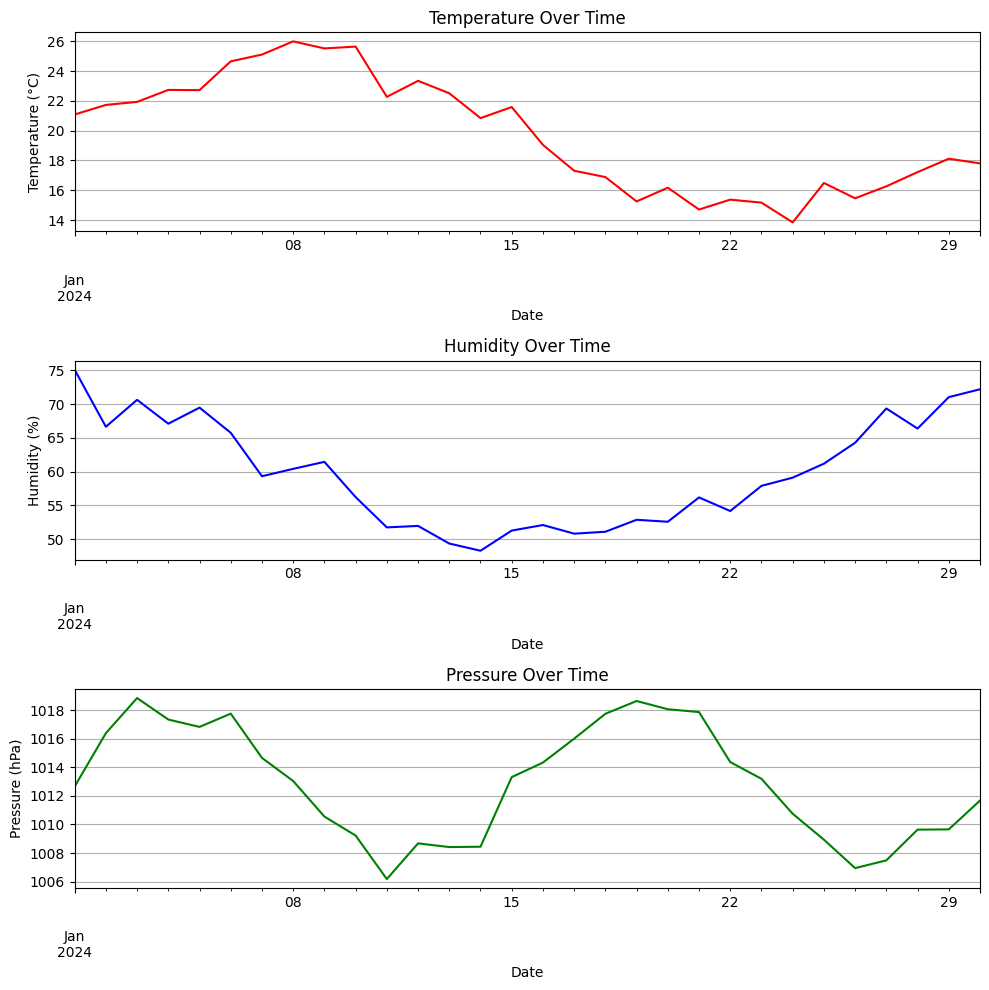 Temperature Over Time
Temperature (°C)
26
24
22
20
18
16
14
08
15
22
29
Jan
2024
Date
Humidity Over Time
Humidity (%)
75
70
65
60
55
50
08
15
22
29
Jan
2024
Date
Pressure Over Time
Pressure (hPa)
1018
1016
1014
1012
1010
1008
1006
08
15
22
29
Jan
2024
Date